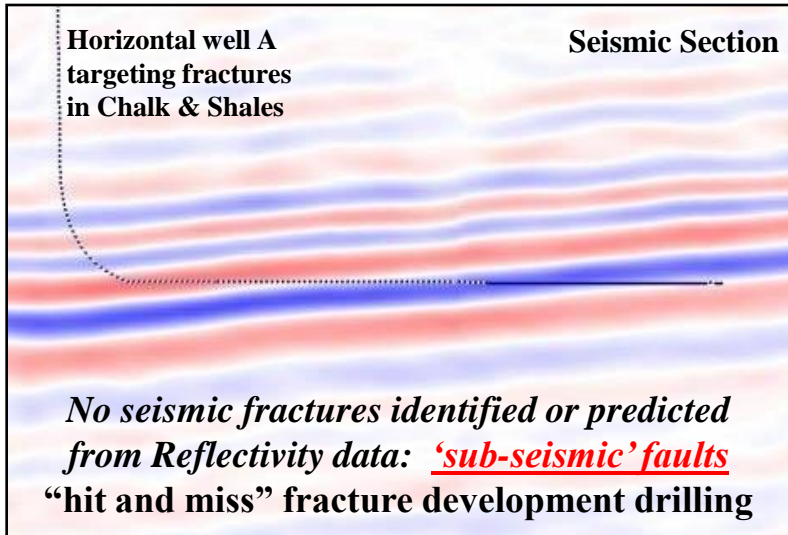 Horizontal well A
targeting fractures
in Chalk & Shales
Seismic Section
No seismic fractures identified or predicted
from Reflectivity data: ‘sub-seismic’ faults
“hit and miss” fracture development drilling